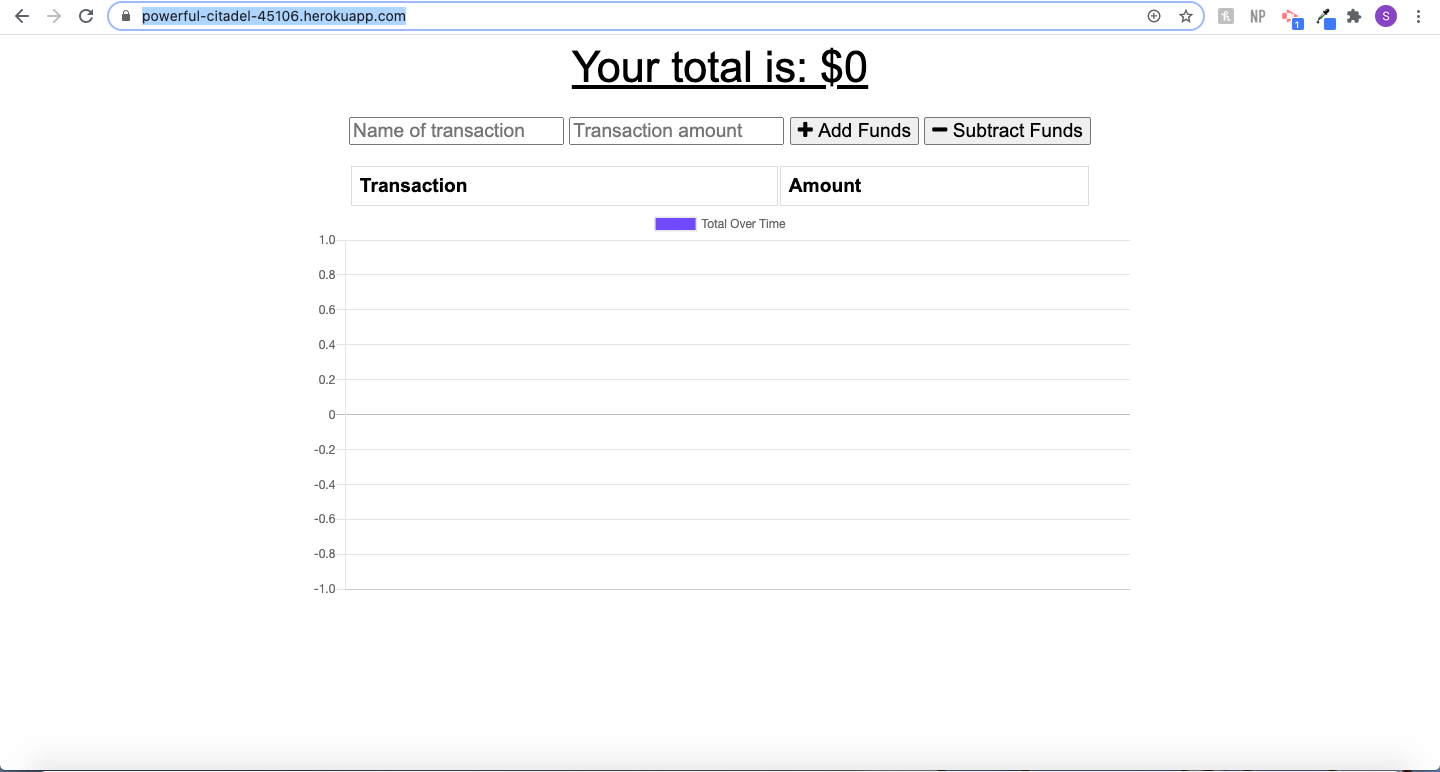 powerful-citadel-45106.herokuapp.com NP 1 S
Your total is: $0
Name of transaction Transaction amount Add Funds Subtract Funds
Transaction Amount
Total Over Time
1.0
0.8
0.6
0.4
0.2
0
-0.2
-0.4
-0.6
-0.8
-1.0